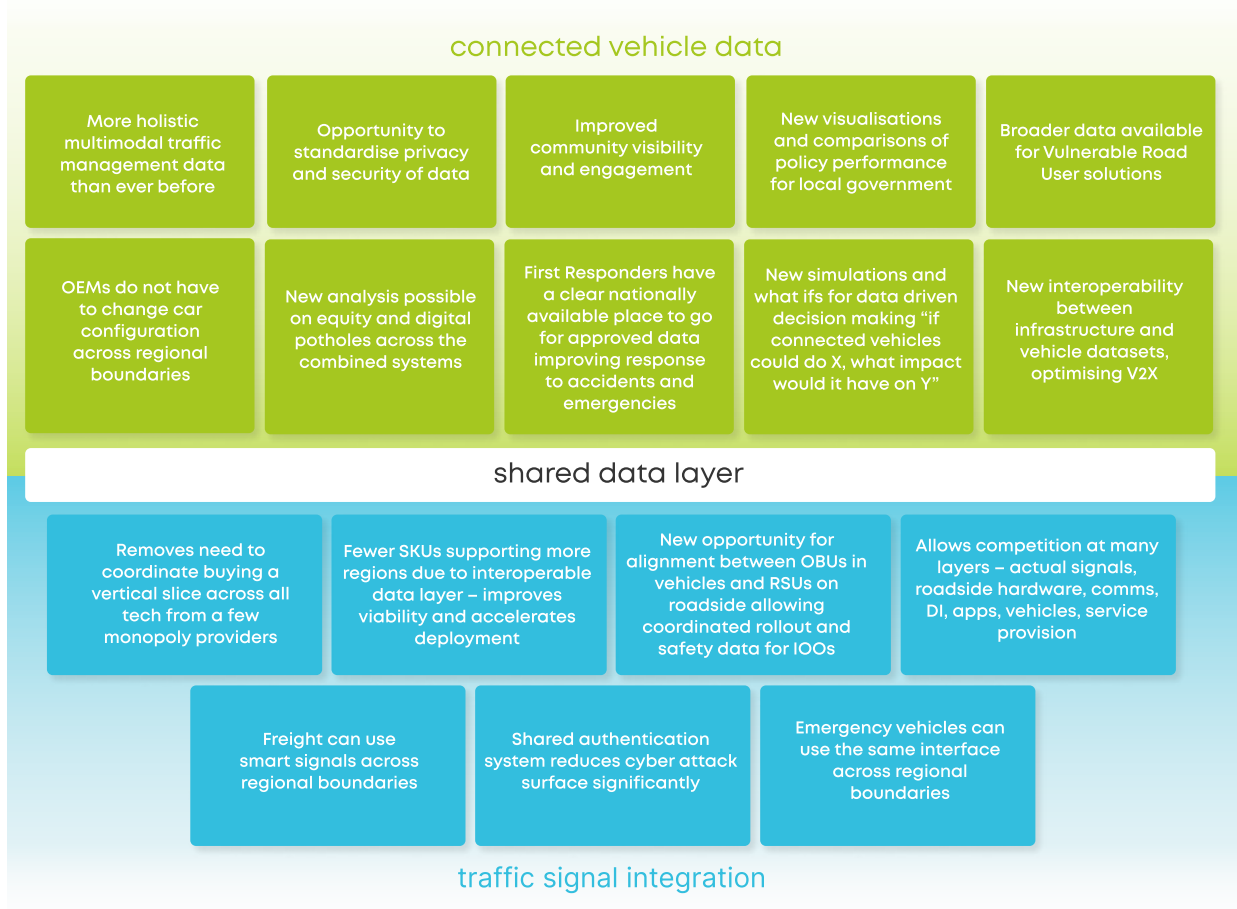 connected vehicle data
More holistic
multimodal traffic
management data
than ever before
Opportunity to
standardise privacy
and security of data
Improved
community visibility
and engagement
New visualisations
and comparisons of
policy performance
for local government
Broader data available
for Vulnerable Road
User solutions
OEMs do not have
to change car
configuration
across regional
boundaries
New analysis possible
on equity and digital
potholes across the
combined systems
First Responders have
a clear nationally
available place to go
for approved data
improving response
to accidents and
emergencies
New simulations and
what ifs for data driven
decision making “if
connected vehicles
could do X, what impact
would it have on Y”
New interoperability
between
infrastructure and
vehicle datasets,
optimising V2X
shared data layer
Removes need to
coordinate buying a
vertical slice across all
tech from a few
monopoly providers
Fewer SKUs supporting more
regions due to interoperable
data layer – improves
viability and accelerates
deployment
New opportunity for
alignment between OBUs in
vehicles and RSUs on
roadside allowing
coordinated rollout and
safety data for IOOs
Allows competition at many
layers – actual signals,
roadside hardware, comms,
DI, apps, vehicles, service
provision
Freight can use
smart signals across
regional boundaries
Shared authentication
system reduces cyber attack
surface significantly
Emergency vehicles can
use the same interface
across regional
boundaries
traffic signal integration